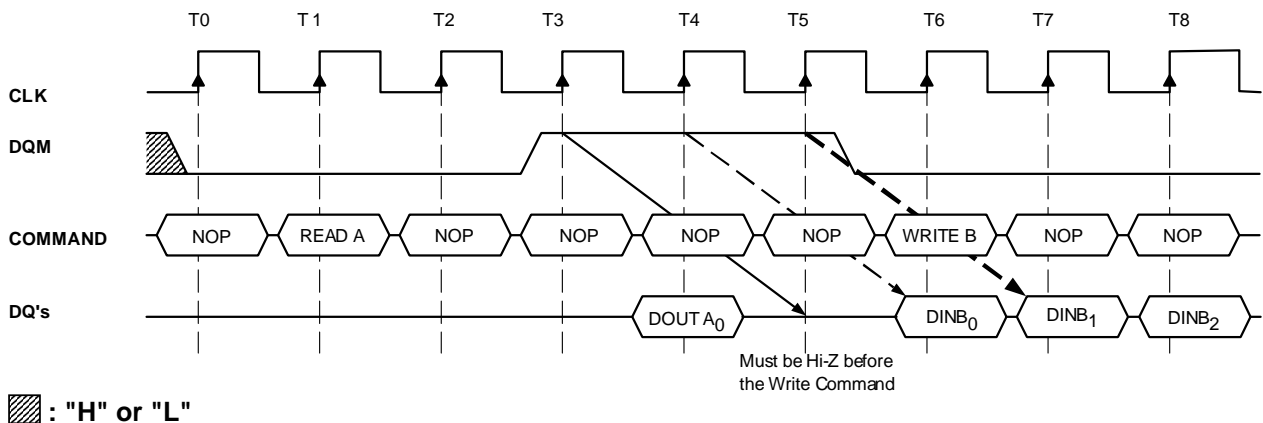 T0 T1 T2 T3 T4 T5 T6 T7 T8
CLK
DQM
COMMAND NOP READ A NOP NOP NOP NOP WRITE B NOP NOP
DQ's DOUT A0 DINB0 DINB1 DINB2
Must be Hi-Z before
the Write Command
: "H" or "L"